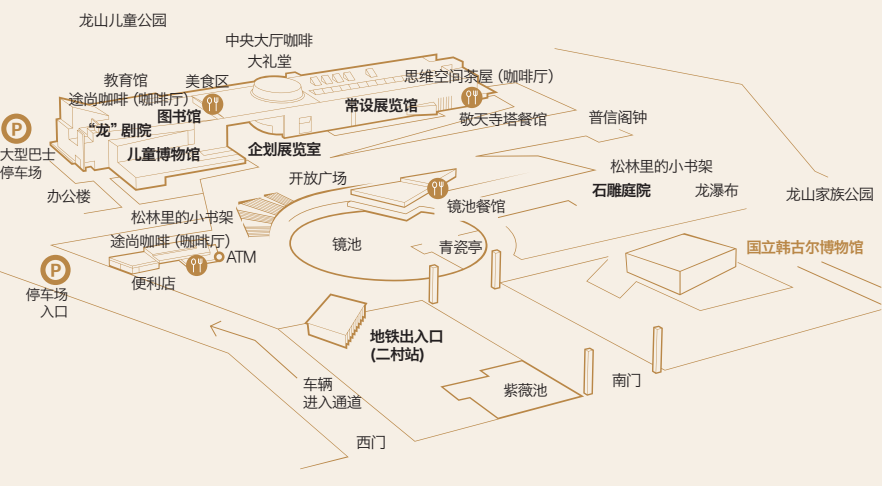 龙山儿童公园
中央大厅咖啡
大礼堂
思维空间茶屋 (咖啡厅)
教育馆
美食区
途尚咖啡 (咖啡厅)
图书馆
常设展览馆
敬天寺塔餐馆
普信阁钟
P
“龙” 剧院
大型巴士
停车场
儿童博物馆
企划展览室
松林里的小书架
开放广场
石雕庭院
龙瀑布
龙山家族公园
办公楼
镜池餐馆
松林里的小书架
途尚咖啡 (咖啡厅)
镜池
青瓷亭
国立韩古尔博物馆
ATM
P
便利店
停车场
入口
地铁出入口
(二村站)
车辆
进入通道
紫薇池
南门
西门